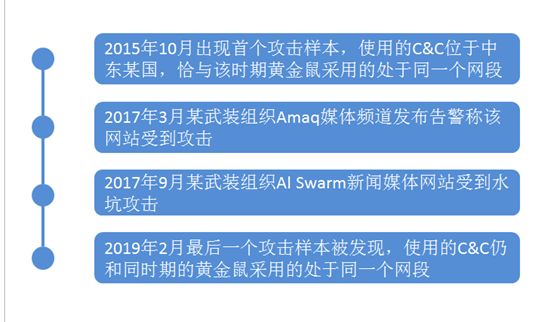 2015年10月出现首个攻击样本，使用的C&C位于中
东某国，恰与该时期黄金鼠采用的处于同一个网段
2017年3月某武装组织Amaq媒体频道发布告警称该
网站受到攻击
2017年9月某武装组织Al Swarm新闻媒体网站受到水
坑攻击
2019年2月最后一个攻击样本被发现，使用的C&C仍
和同时期的黄金鼠采用的处于同一个网段